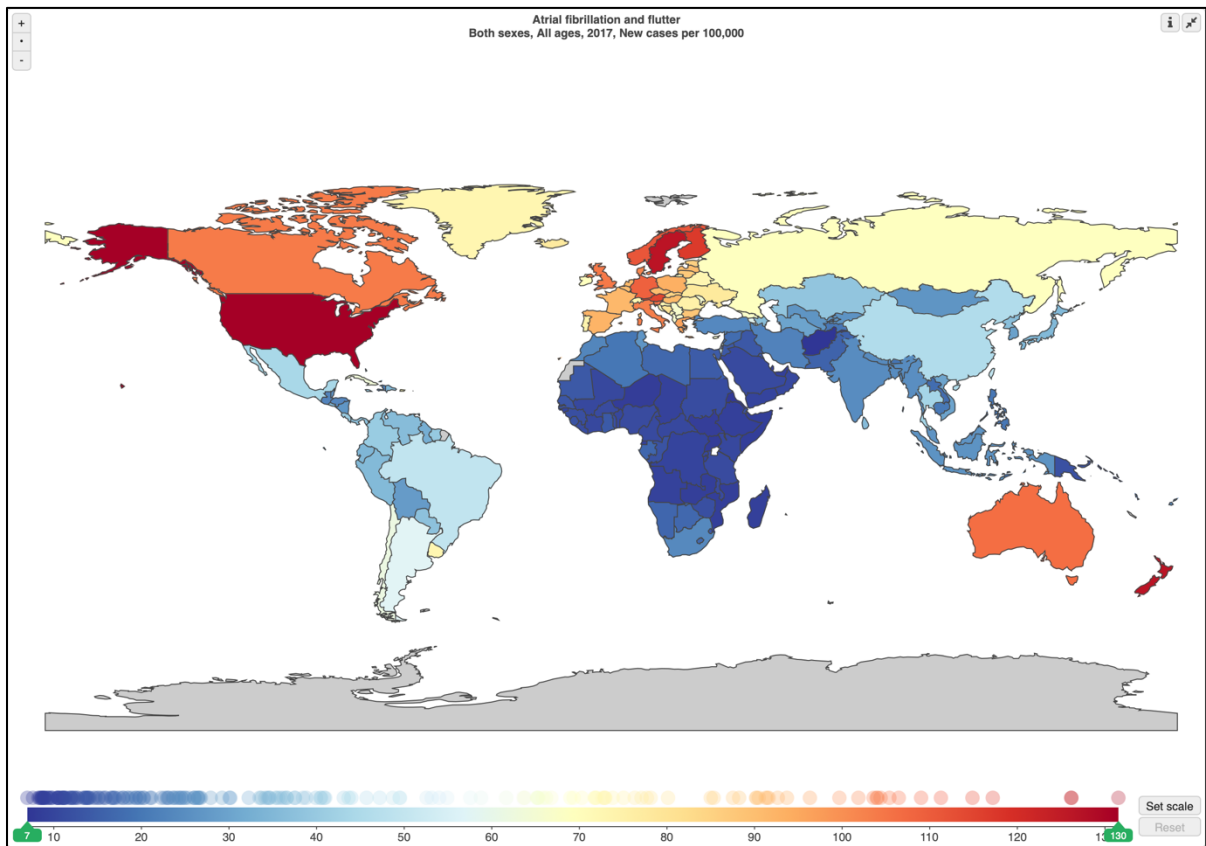 +
Atrial fibrillation and flutter
i
•
Both sexes, All ages, 2017, New cases per 100,000
-
Set scale
7 10 20 30 40 50 60 70 80 90 100 110 120 130
Reset